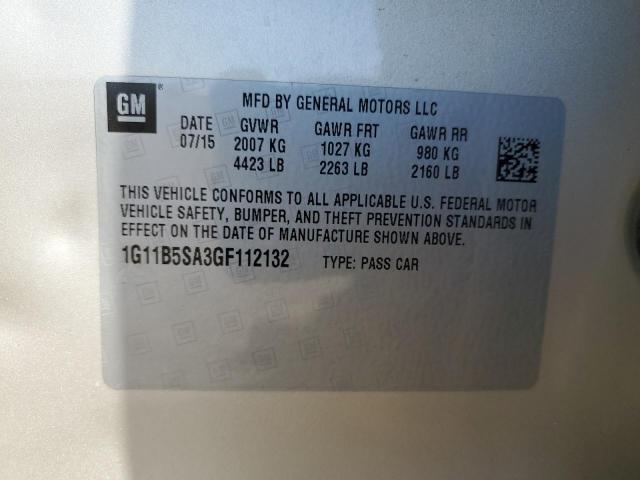 GM®
MFD BY GENERAL MOTORS LLC
DATE GVWR GAWR FRT GAWR RR
07/15 2007 KG 1027 KG 980 KG
4423 LB 2263 LB 2160 LB
THIS VEHICLE CONFORMS TO ALL APPLICABLE U.S. FEDERAL MOTOR
VEHICLE SAFETY, BUMPER, AND THEFT PREVENTION STANDARDS IN
EFFECT ON THE DATE OF MANUFACTURE SHOWN ABOVE.
1G11B5SA3GF112132 TYPE: PASS CAR